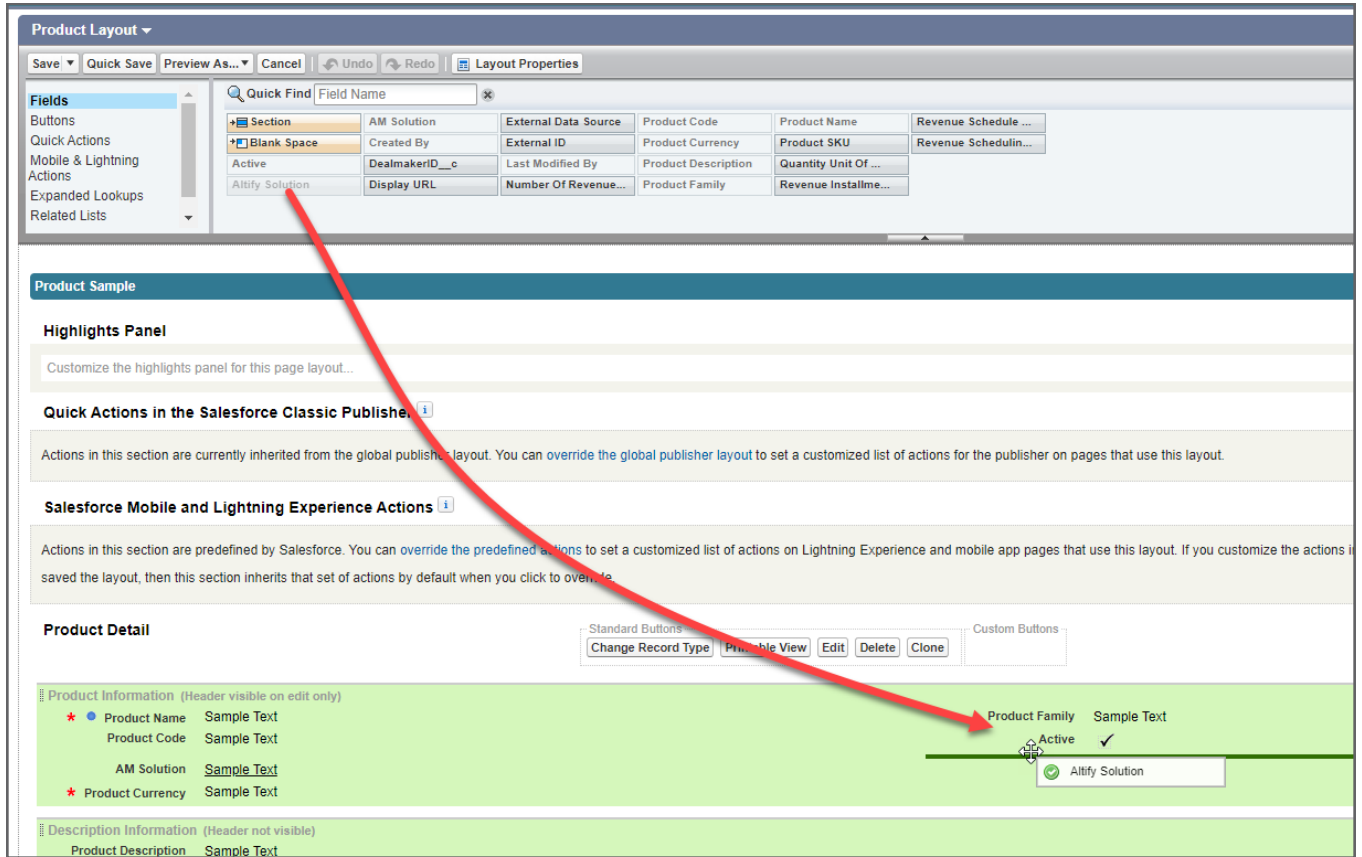 Product Layout
Save Quick Save Preview As... Cancel Undo Redo Layout Properties
Fields
Buttons
Quick Actions
Mobile & Lightning
Actions
Expanded Lookups
Related Lists
Quick Find Field Name
Section AM Solution External Data Source Product Code Product Name Revenue Schedule ...
Blank Space Created By External ID Product Currency Product SKU Revenue Schedulin...
Active DealmakerID__c Last Modified By Product Description Quantity Unit Of ...
Altify Solution Display URL Number Of Revenue... Product Family Revenue Installme...
Product Sample
Highlights Panel
Customize the highlights panel for this page layout...
Quick Actions in the Salesforce Classic Publisher
Actions in this section are currently inherited from the global publisher layout. You can override the global publisher layout to set a customized list of actions for the publisher on pages that use this layout.
Salesforce Mobile and Lightning Experience Actions
Actions in this section are predefined by Salesforce. You can override the predefined actions to set a customized list of actions on Lightning Experience and mobile app pages that use this layout. If you customize the actions i
saved the layout, then this section inherits that set of actions by default when you click to override.
Product Detail
Standard Buttons Custom Buttons
Change Record Type Printable View Edit Delete Clone
Product Information (Header visible on edit only)
* Product Name Sample Text Product Family Sample Text
Product Code Sample Text Active
AM Solution Sample Text Altify Solution
* Product Currency Sample Text
Description Information (Header not visible)
Product Description Sample Text